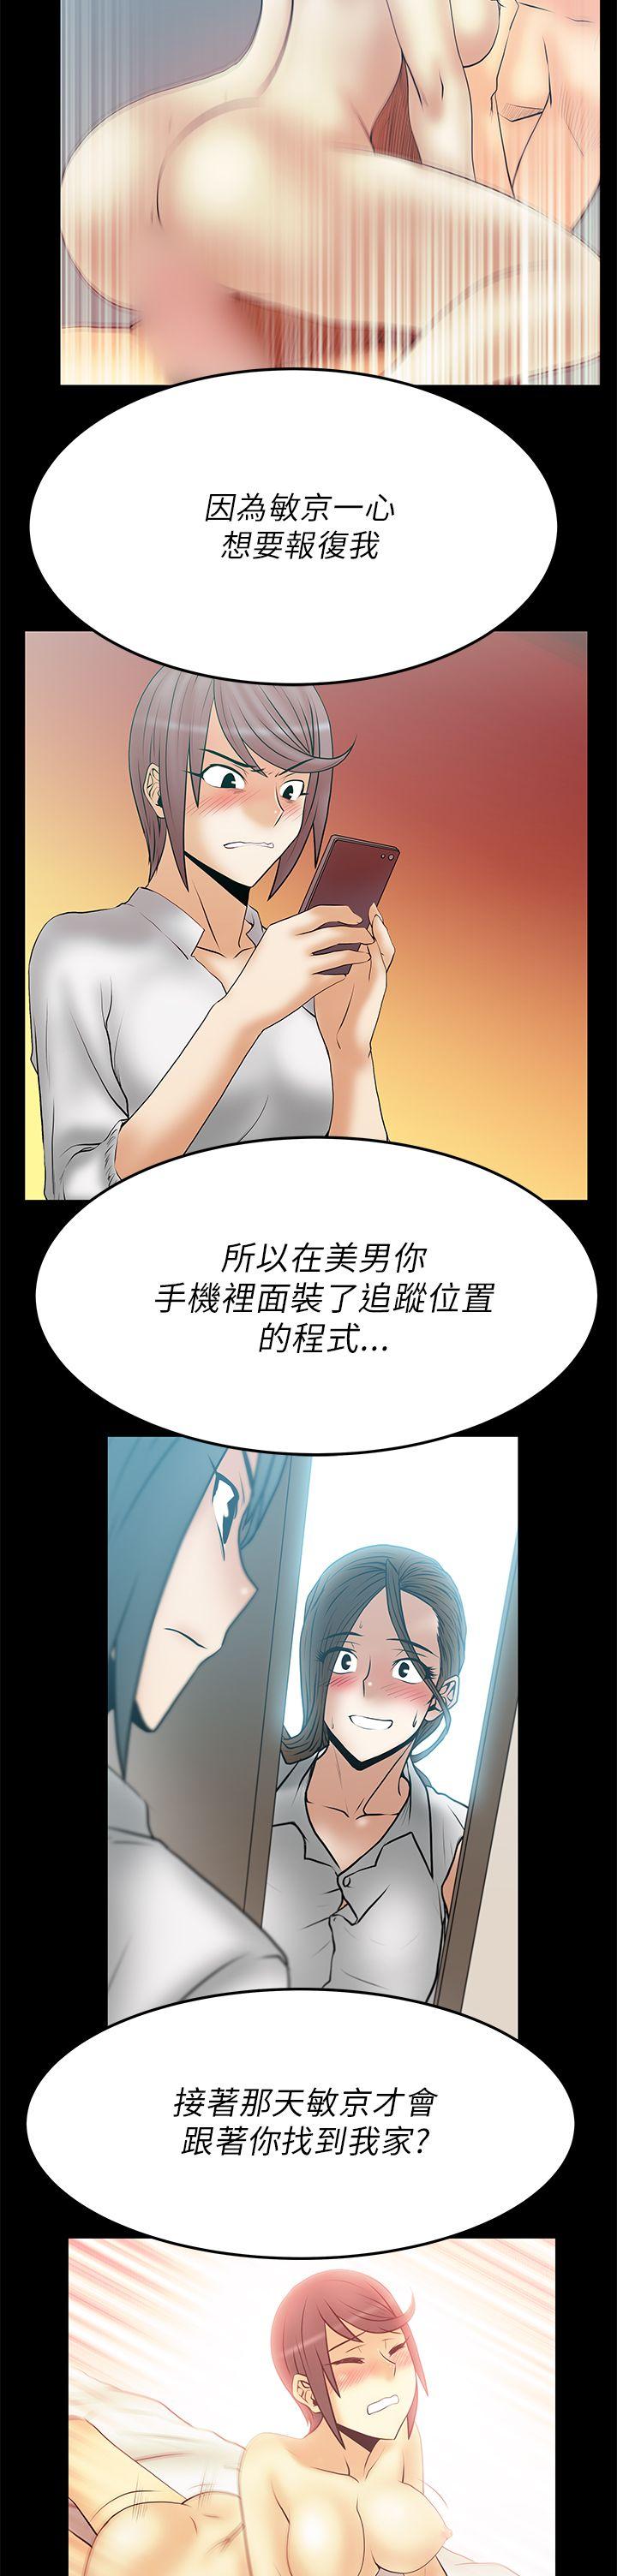 因為敏京一心
想要報復我
所以在美男你
手機裡面裝了追蹤位置
的程式...
接著那天敏京才會
跟著你找到我家?